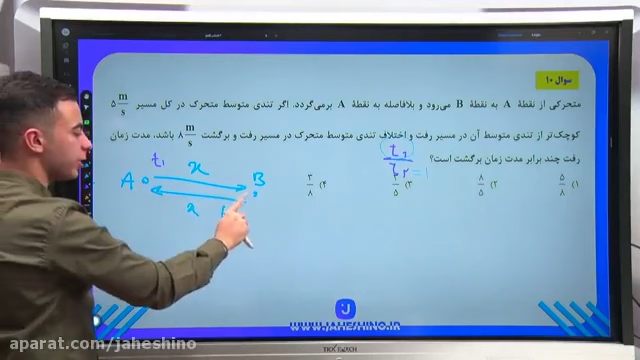 سوال ۱۰
متحرکی از نقطهٔ A به نقطهٔ B می‌رود و بلافاصله به نقطهٔ A برمی‌گردد. اگر تندی متوسط متحرک در کل مسیر ۵ m/s
کوچک‌تر از تندی متوسط آن در مسیر رفت و اختلاف تندی متوسط متحرک در مسیر رفت و برگشت ۸ m/s باشد، مدت زمان
رفت چند برابر مدت زمان برگشت است؟
۱) ۵/۸
۲) ۸/۵
۴) ۳/۸
t₁
x
A
B
x
WWW.JAHESHINO.IR
aparat.com/jaheshino